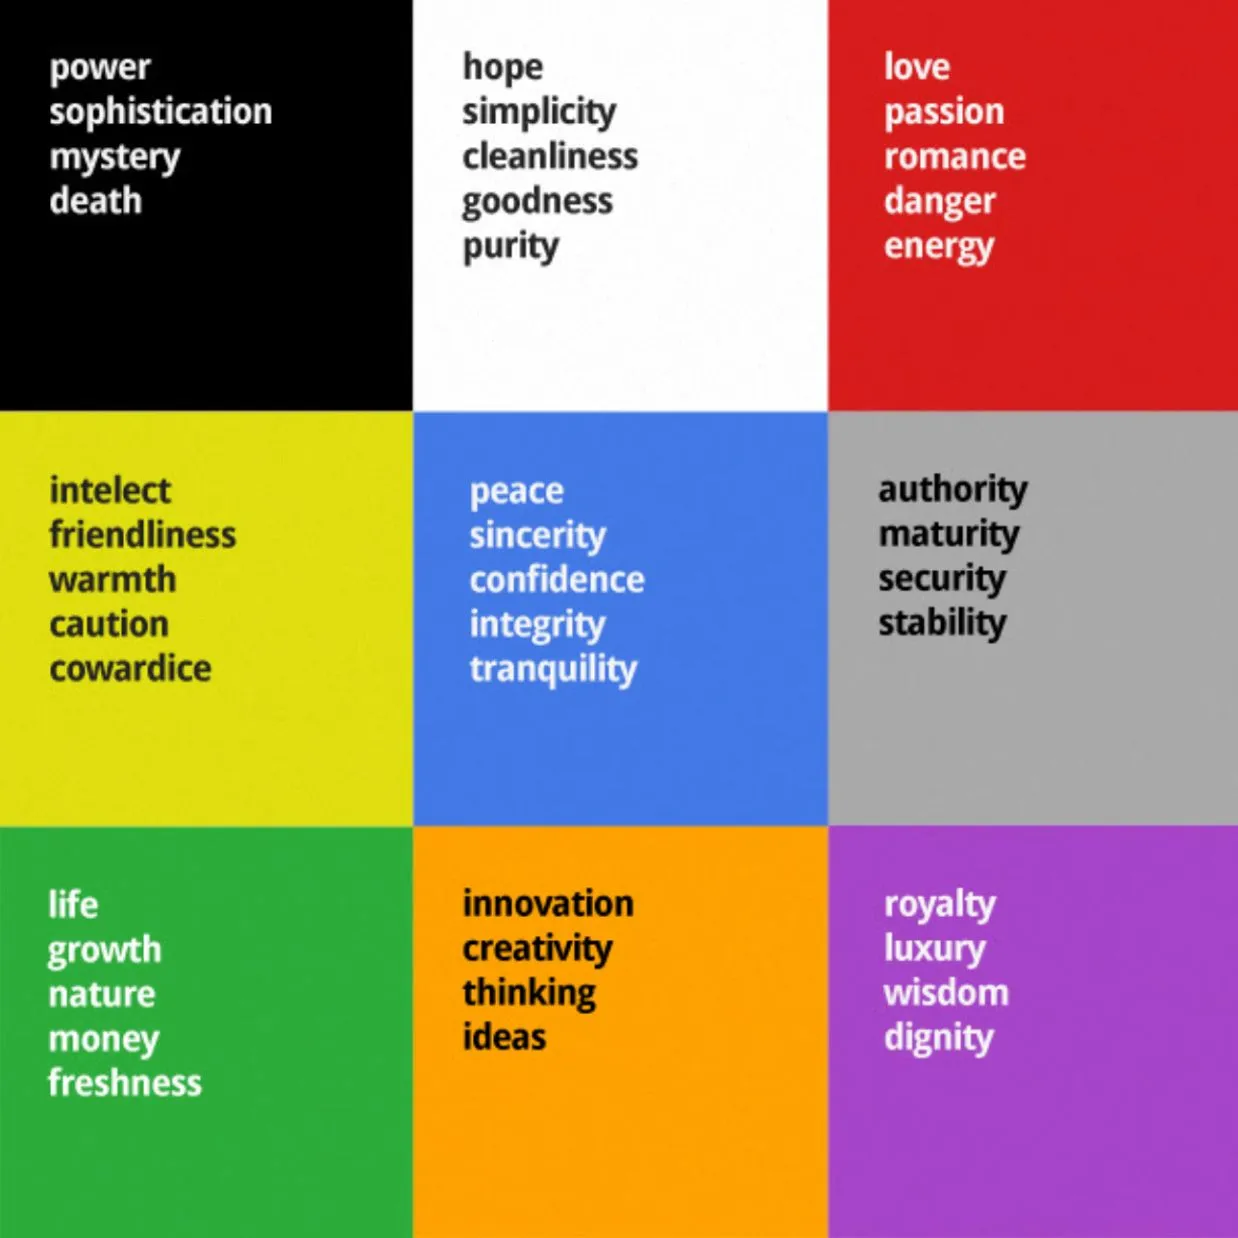 power
sophistication
mystery
death
hope
simplicity
cleanliness
goodness
purity
love
passion
romance
danger
energy
intelect
friendliness
warmth
caution
cowardice
peace
sincerity
confidence
integrity
tranquility
authority
maturity
security
stability
life
growth
nature
money
freshness
innovation
creativity
thinking
ideas
royalty
luxury
wisdom
dignity